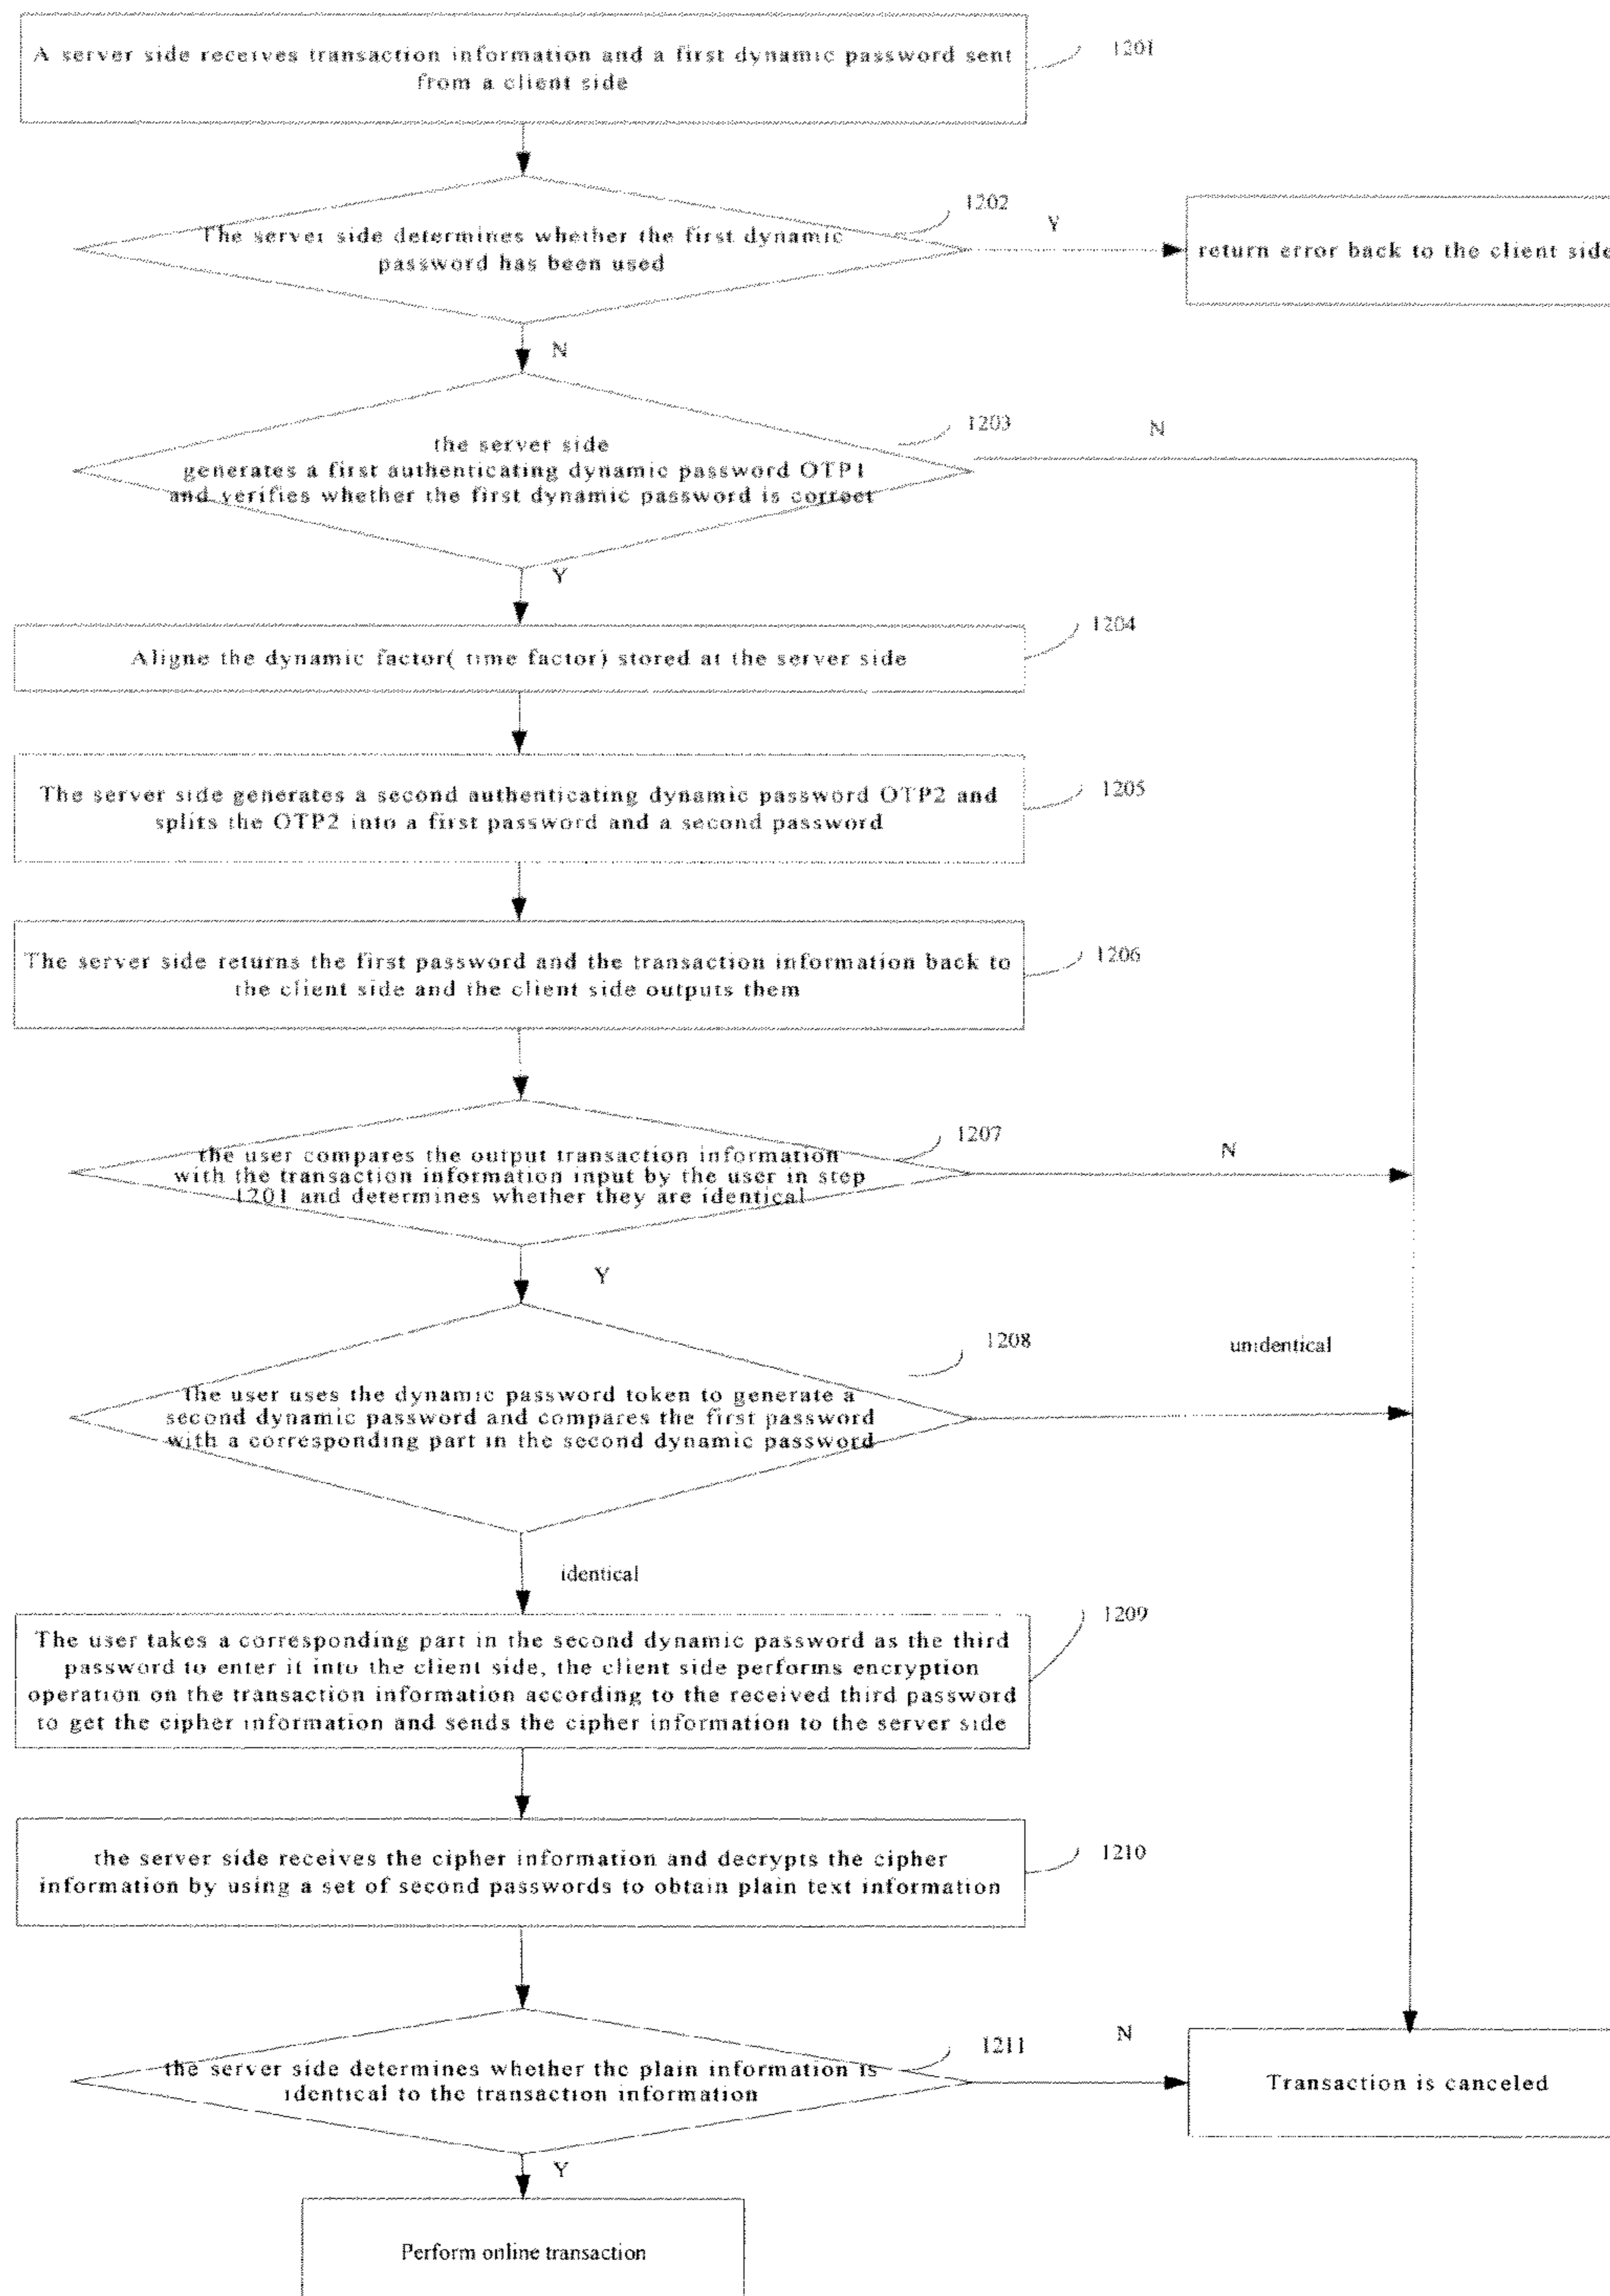 A server side receives transaction information and a first dynamic password sent
from a client side
1201
The server side determines whether the first dynamic
password has been used
1202
Y
return error back to the client side
N
the server side
generates a first authenticating dynamic password OTP1
and verifies whether the first dynamic password is correct
1203
N
Y
Aligne the dynamic factor( time factor) stored at the server side
1204
The server side generates a second authenticating dynamic password OTP2 and
splits the OTP2 into a first password and a second password
1205
The server side returns the first password and the transaction information back to
the client side and the client side outputs them
1206
the user compares the output transaction information
with the transaction information input by the user in step
1201 and determines whether they are identical
1207
N
Y
The user uses the dynamic password token to generate a
second dynamic password and compares the first password
with a corresponding part in the second dynamic password
1208
unidentical
identical
The user takes a corresponding part in the second dynamic password as the third
password to enter it into the client side, the client side performs encryption
operation on the transaction information according to the received third password
to get the cipher information and sends the cipher information to the server side
1209
the server side receives the cipher information and decrypts the cipher
information by using a set of second passwords to obtain plain text information
1210
the server side determines whether the plain information is
identical to the transaction information
1211
N
Transaction is canceled
Y
Perform online transaction